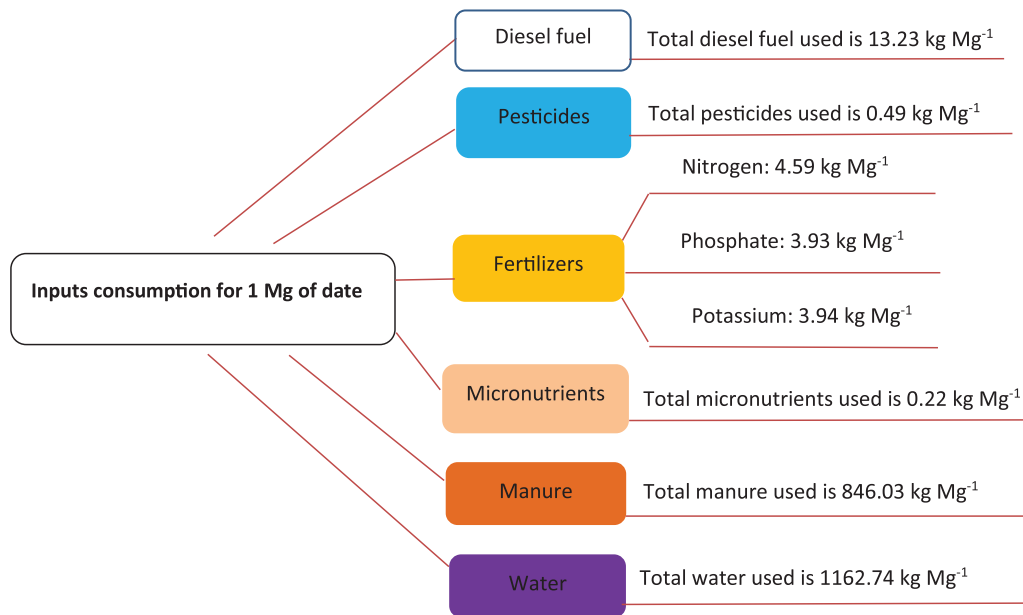 Inputs consumption for 1 Mg of date
Diesel fuel
Total diesel fuel used is 13.23 kg Mg⁻¹
Pesticides
Total pesticides used is 0.49 kg Mg⁻¹
Fertilizers
Nitrogen: 4.59 kg Mg⁻¹
Phosphate: 3.93 kg Mg⁻¹
Potassium: 3.94 kg Mg⁻¹
Micronutrients
Total micronutrients used is 0.22 kg Mg⁻¹
Manure
Total manure used is 846.03 kg Mg⁻¹
Water
Total water used is 1162.74 kg Mg⁻¹